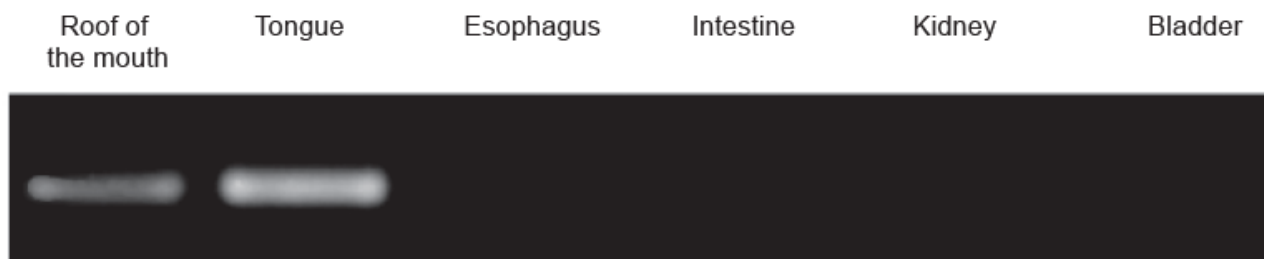 Roof of
the mouth
Tongue
Esophagus
Intestine
Kidney
Bladder